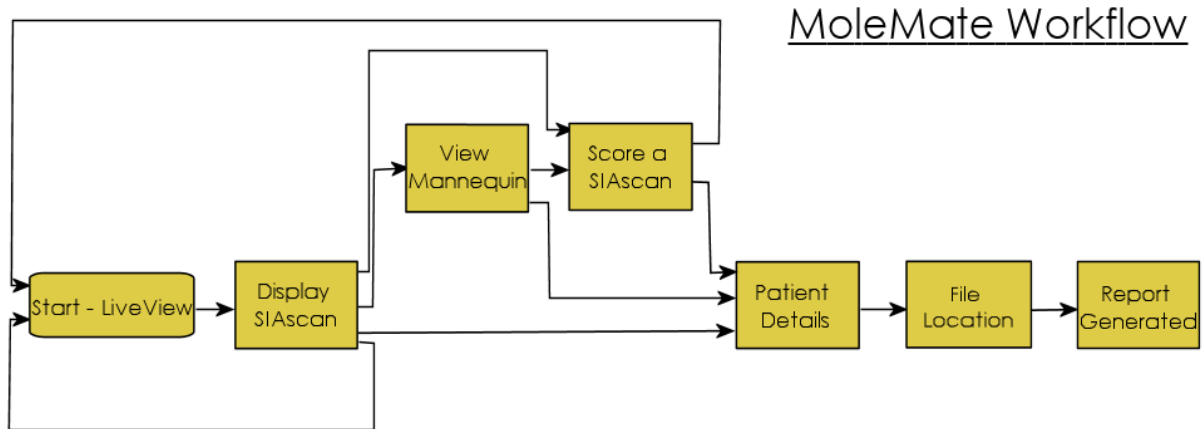 MoleMate Workflow
View
Mannequin
Score a
SIAscan
Start - LiveView
Display
SIAscan
Patient
Details
File
Location
Report
Generated